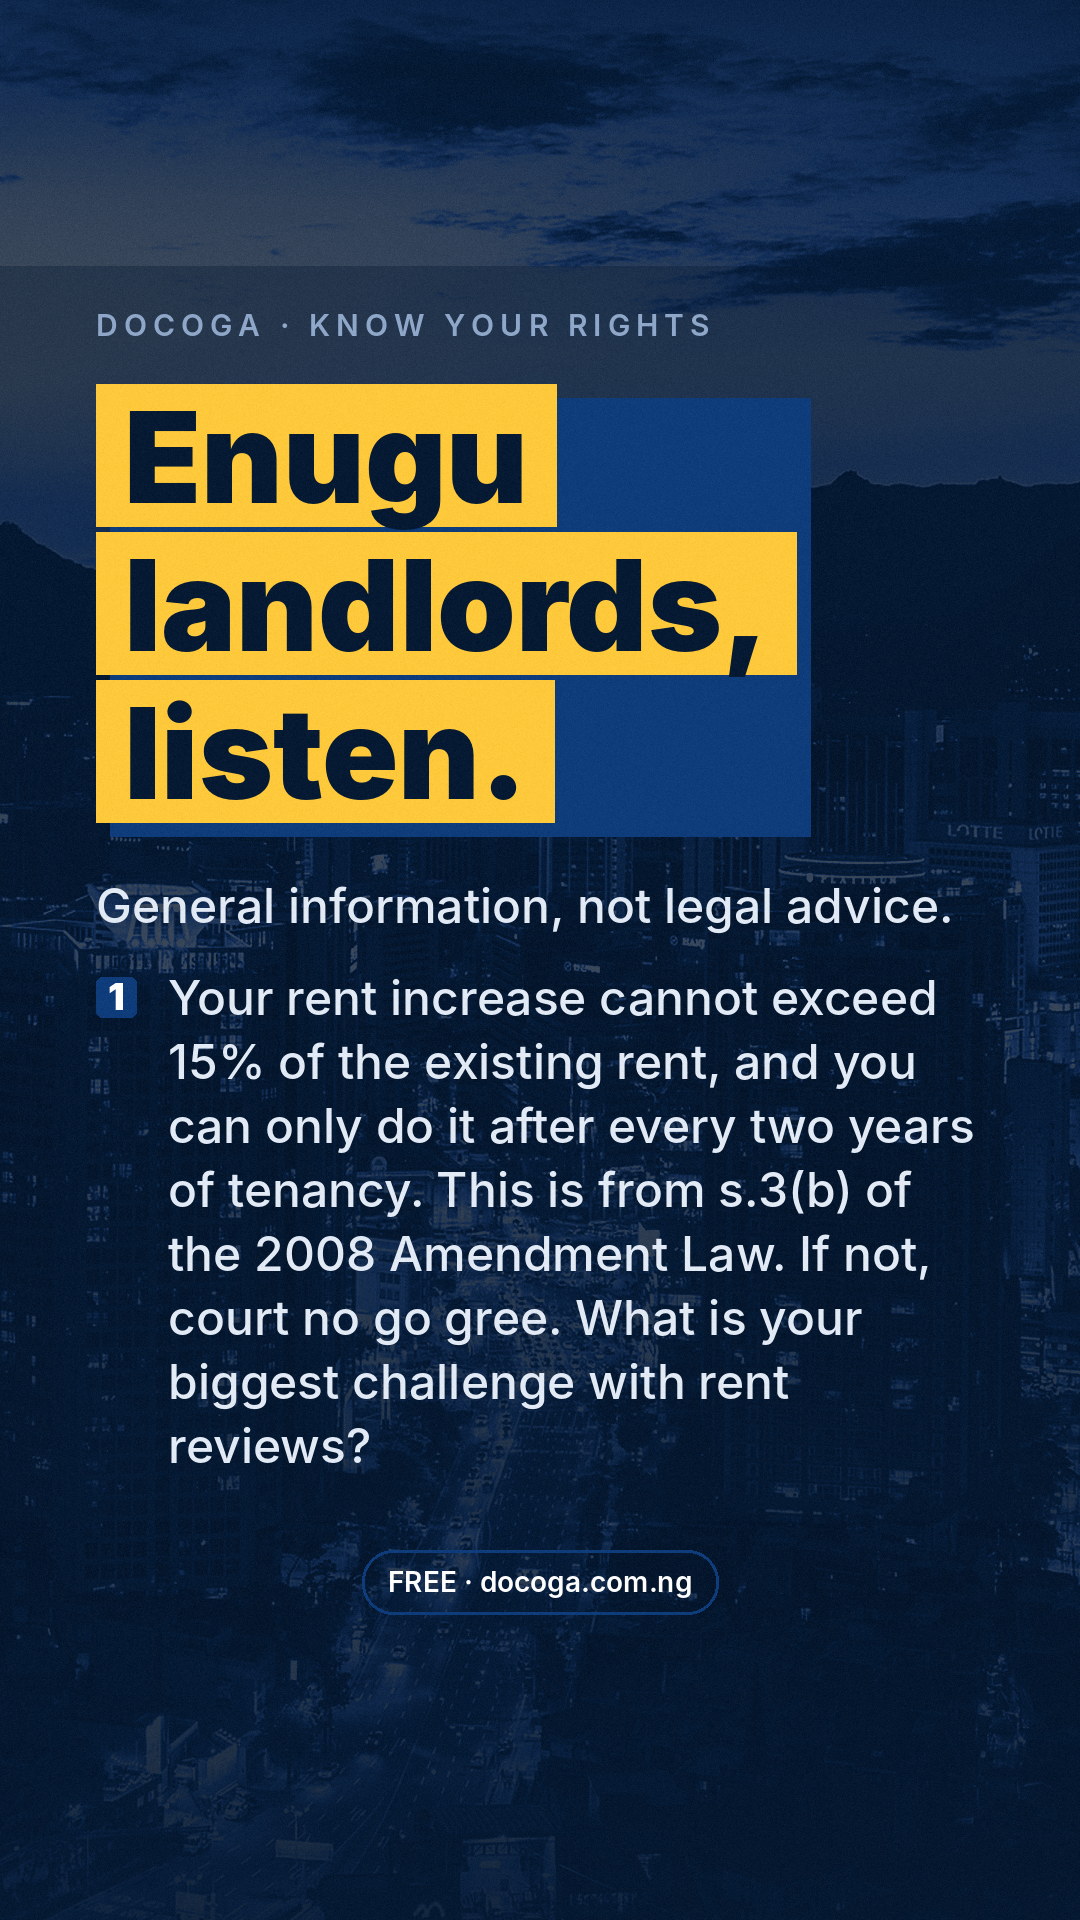 DOCOGA · KNOW YOUR RIGHTS
Enugu
landlords,
listen.
LOTTE
LOTTE
PLATINUM
General information, not legal advice.
1 Your rent increase cannot exceed
15% of the existing rent, and you
can only do it after every two years
of tenancy. This is from s.3(b) of
the 2008 Amendment Law. If not,
court no go gree. What is your
biggest challenge with rent
reviews?
FREE · docoga.com.ng